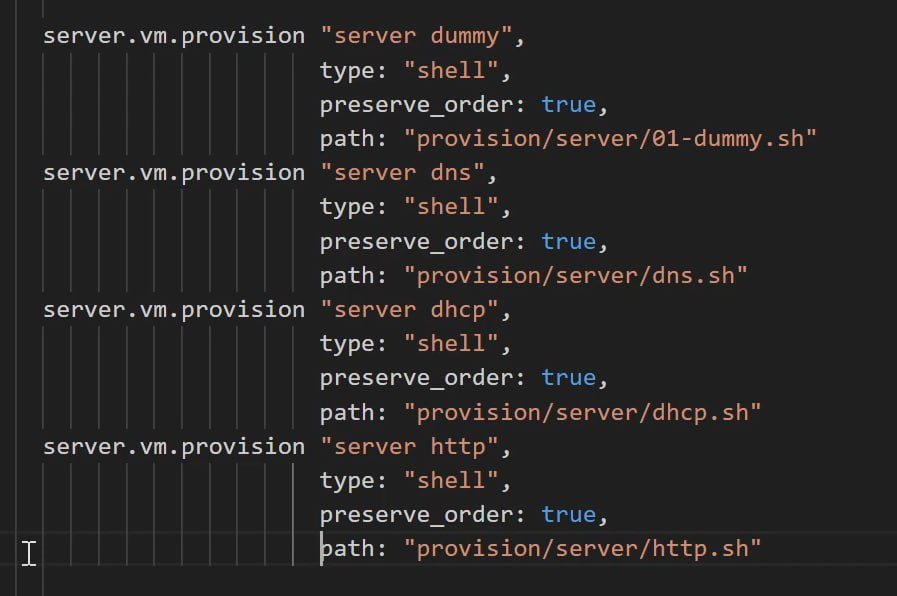 server.vm.provision "server dummy",
type: "shell",
preserve_order: true,
path: "provision/server/01-dummy.sh"
server.vm.provision "server dns",
type: "shell",
preserve_order: true,
path: "provision/server/dns.sh"
server.vm.provision "server dhcp",
type: "shell",
preserve_order: true,
path: "provision/server/dhcp.sh"
server.vm.provision "server http",
type: "shell",
preserve_order: true,
path: "provision/server/http.sh"